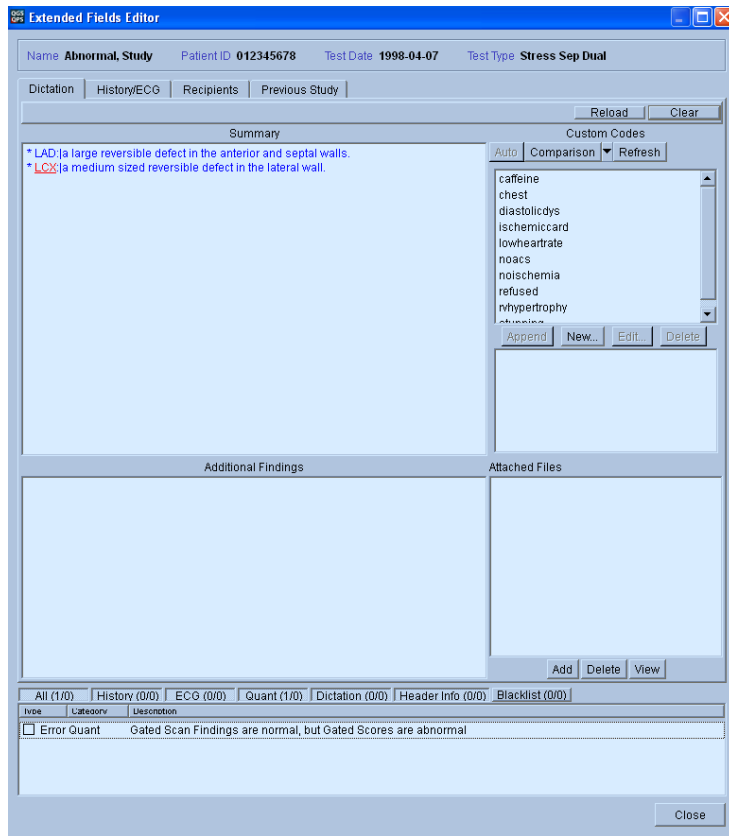 QGS QPS Extended Fields Editor
Name Abnormal, Study Patient ID 012345678 Test Date 1998-04-07 Test Type Stress Sep Dual
Dictation History/ECG Recipients Previous Study
Reload Clear
Summary Custom Codes
* LAD:|a large reversible defect in the anterior and septal walls.
* LCX:|a medium sized reversible defect in the lateral wall.
Auto Comparison Refresh
caffeine
chest
diastolicdys
ischemiccard
lowheartrate
noacs
noischemia
refused
rvhypertrophy
stunning
Append New... Edit... Delete
Additional Findings Attached Files
Add Delete View
All (1/0) History (0/0) ECG (0/0) Quant (1/0) Dictation (0/0) Header Info (0/0) Blacklist (0/0)
Type Category Description
Error Quant Gated Scan Findings are normal, but Gated Scores are abnormal
Close